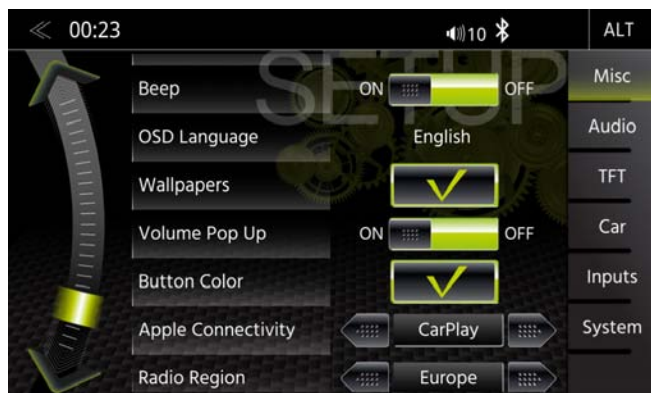 00:23 10 ALT
SETUP
Misc
Beep ON OFF
Audio
OSD Language English
TFT
Wallpapers
Car
Volume Pop Up ON OFF
Inputs
Button Color
System
Apple Connectivity CarPlay
Radio Region Europe